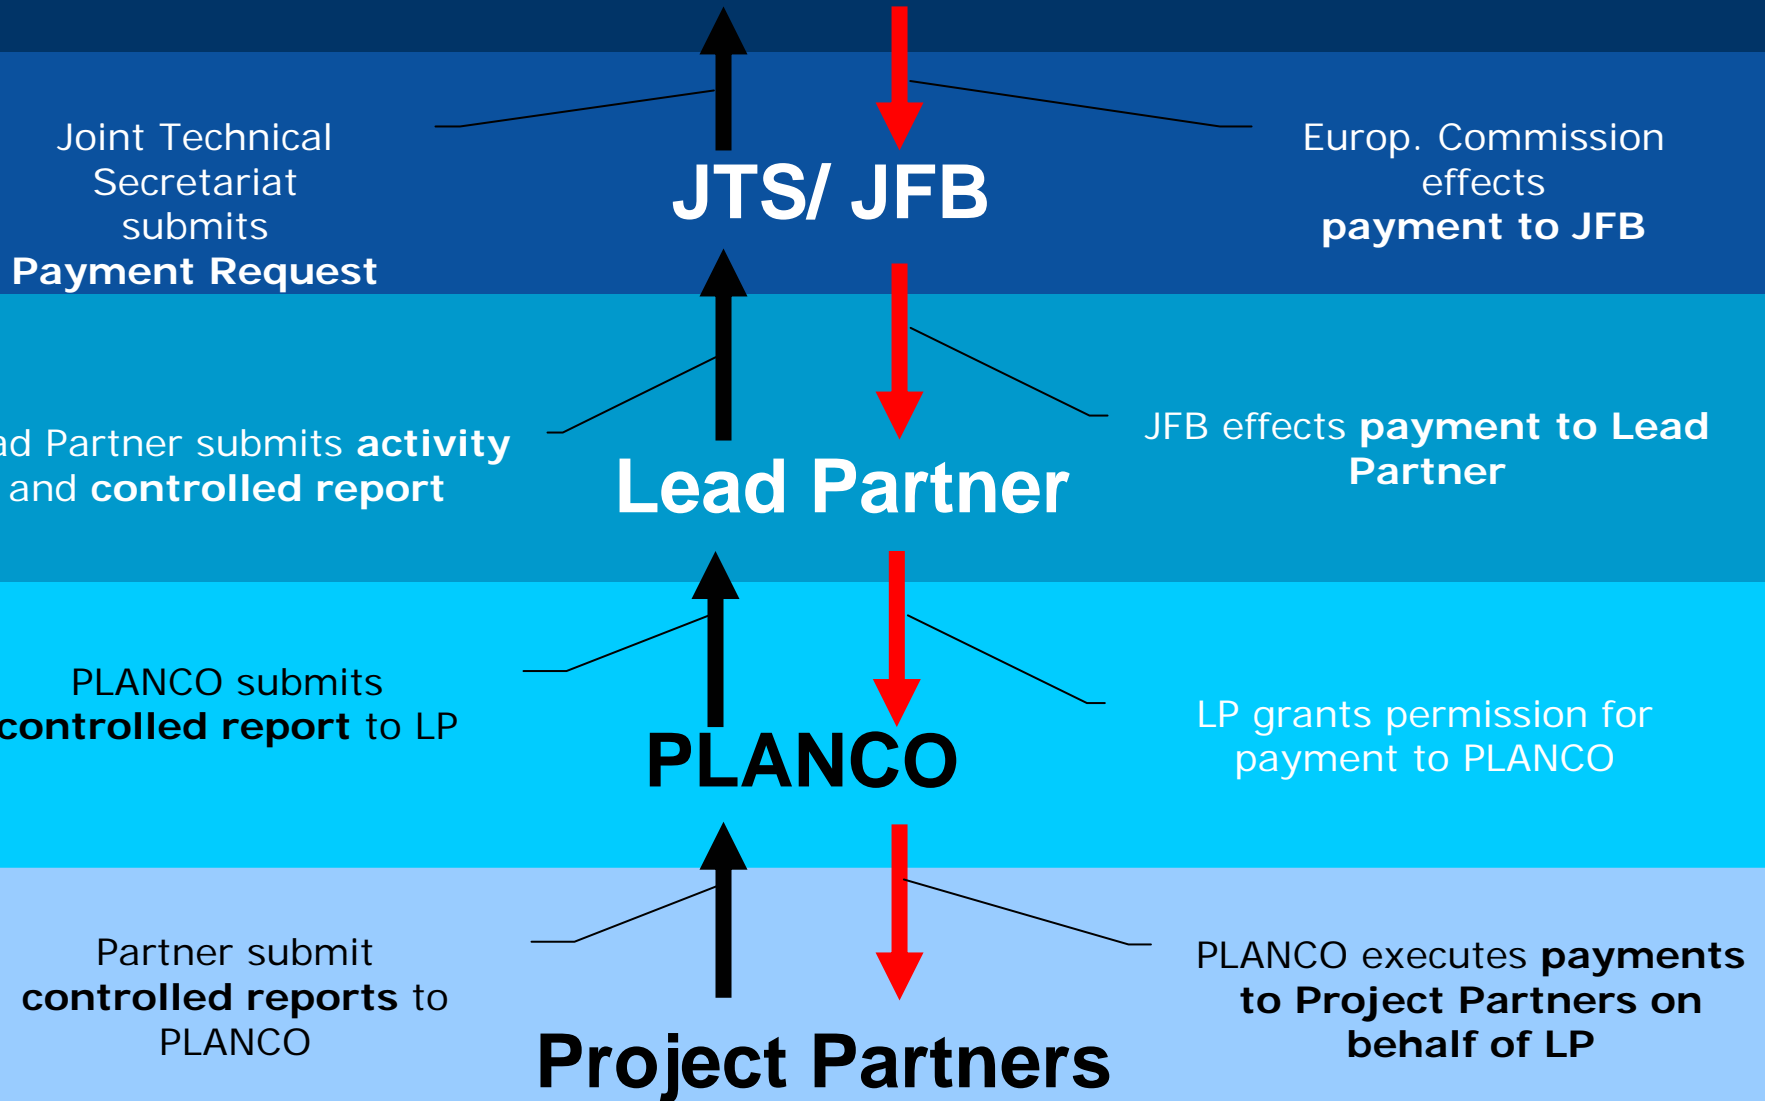 Joint Technical
Secretariat
submits
Payment Request
JTS/ JFB
Europ. Commission
effects
payment to JFB
Partner submits activity
and controlled report
Lead Partner
JFB effects payment to Lead
Partner
PLANCO submits
controlled report to LP
PLANCO
LP grants permission for
payment to PLANCO
Partner submit
controlled reports to
PLANCO
Project Partners
PLANCO executes payments
to Project Partners on
behalf of LP